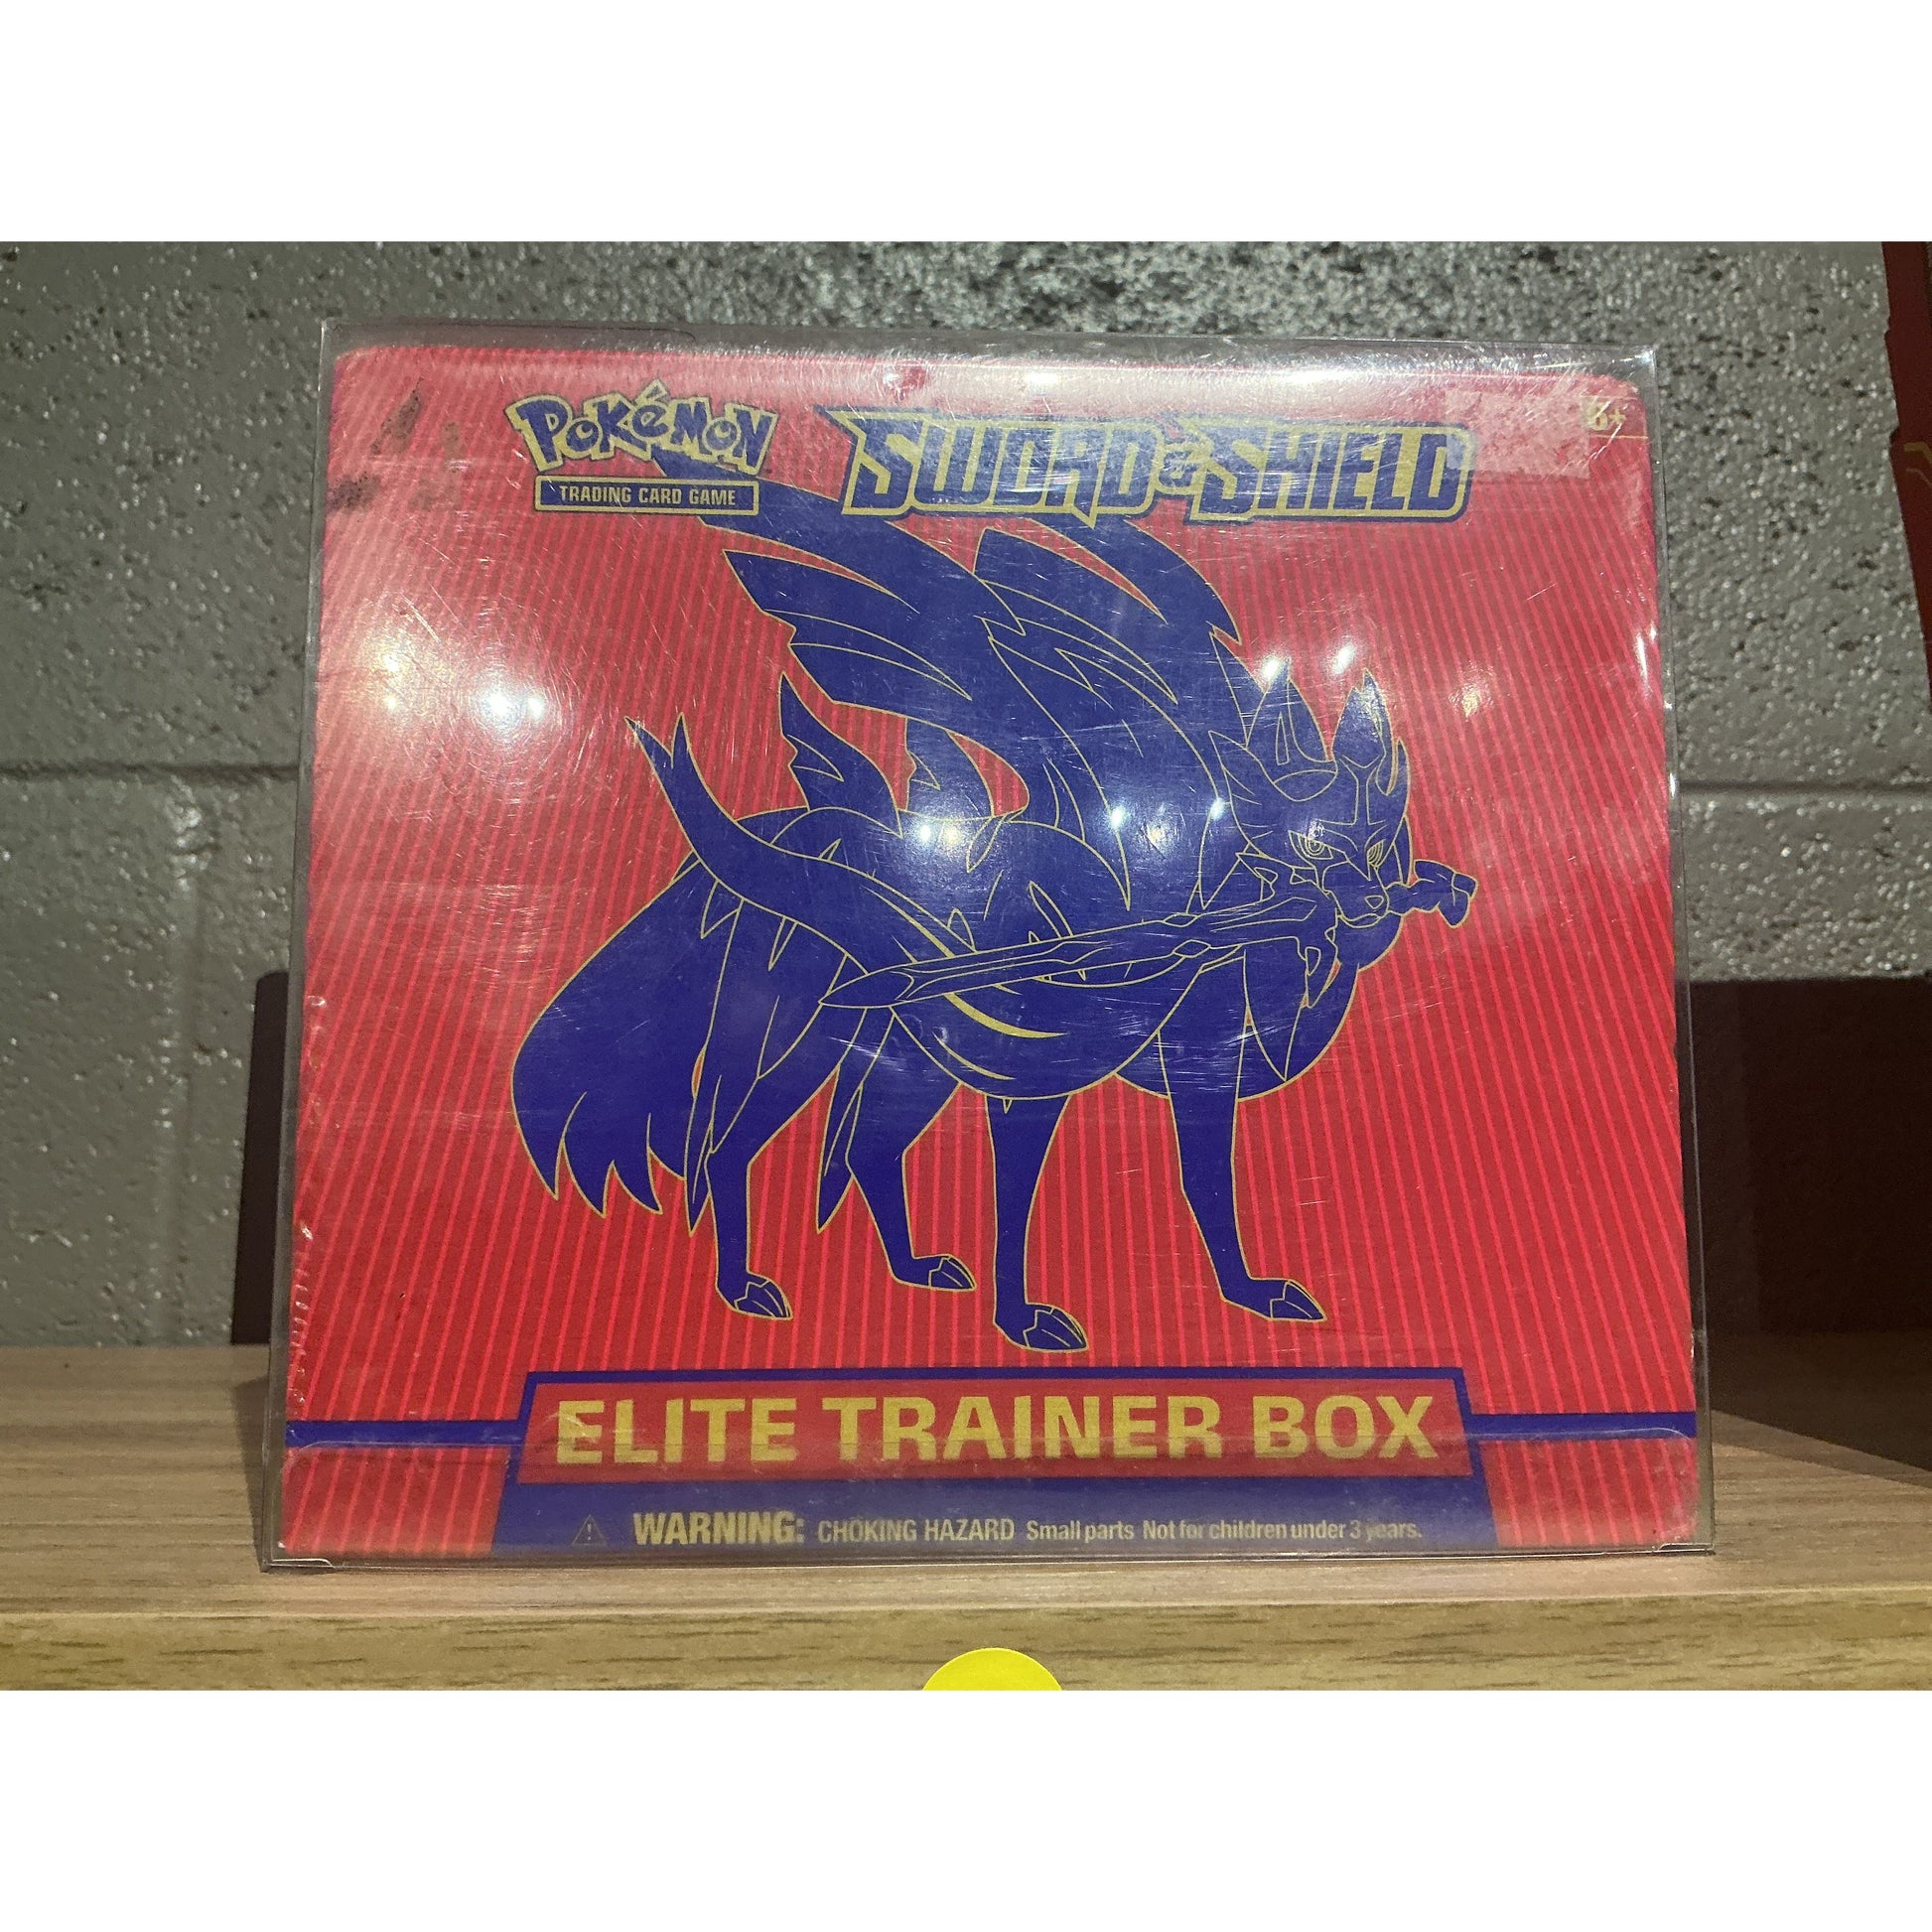 Pokémon
TRADING CARD GAME
SWORD & SHIELD
6+
ELITE TRAINER BOX
WARNING: CHOKING HAZARD Small parts Not for children under 3 years.